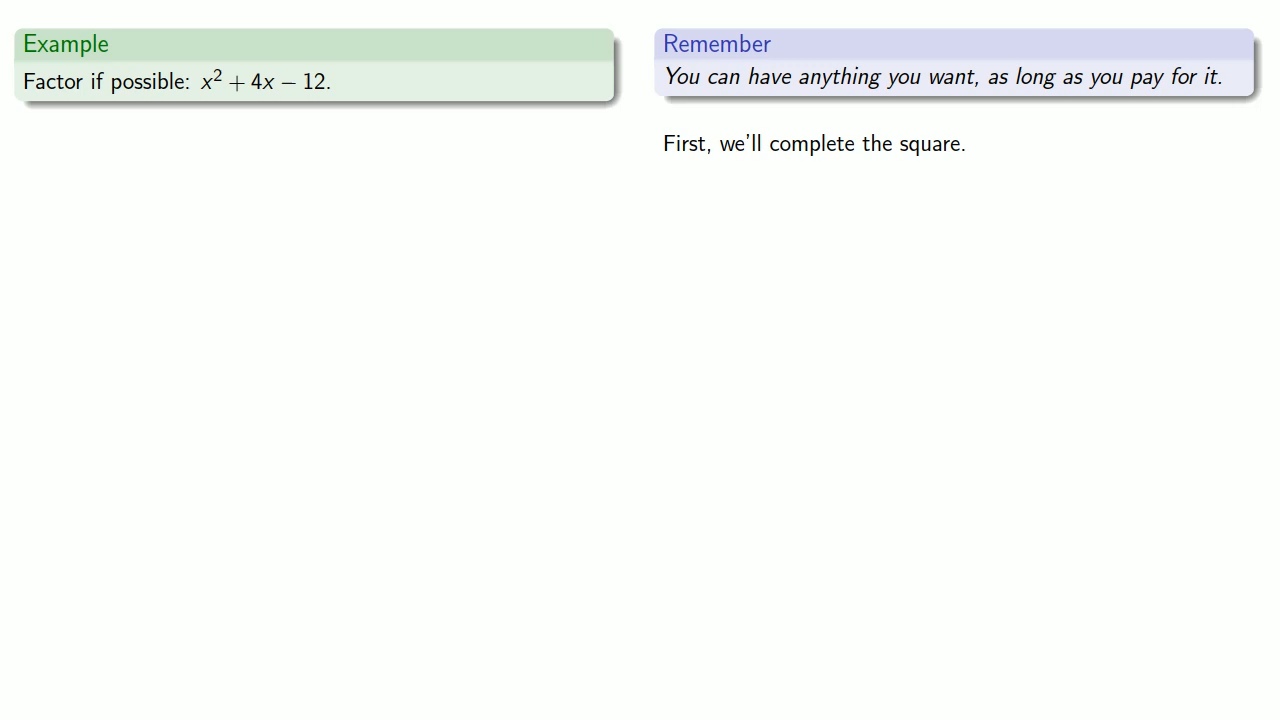 Example
Factor if possible: x² + 4x − 12.
Remember
You can have anything you want, as long as you pay for it.
First, we'll complete the square.